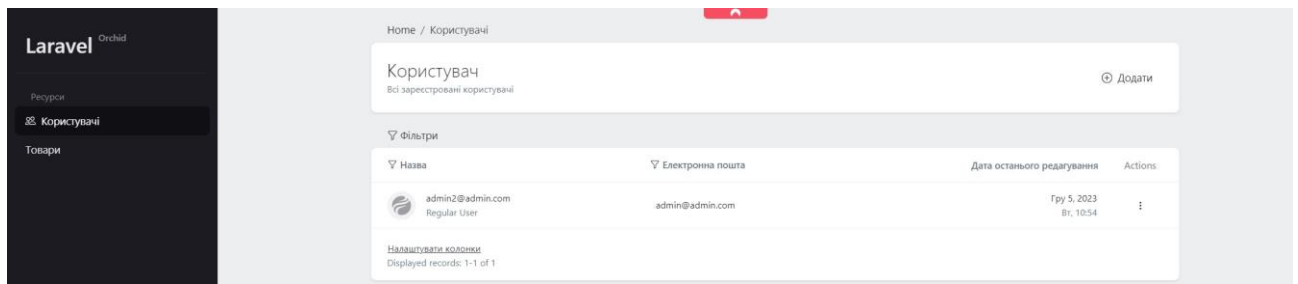 Laravel Orchid
Ресурси
Користувачі
Товари
Home / Користувачі
Користувач
Всі зареєстровані користувачі
Додати
Фільтри
Назва Електронна пошта Дата останього редагування Actions
admin2@admin.com
Regular User
admin@admin.com
Гру 5, 2023
Вт, 10:54
Налаштувати колонки
Displayed records: 1-1 of 1